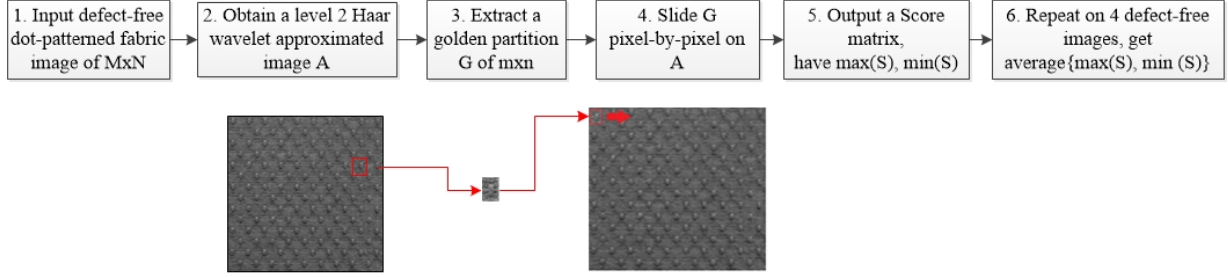 1. Input defect-free
dot-patterned fabric
image of MxN
2. Obtain a level 2 Haar
wavelet approximated
image A
3. Extract a
golden partition
G of mxn
4. Slide G
pixel-by-pixel on
A
5. Output a Score
matrix,
have max(S), min(S)
6. Repeat on 4 defect-free
images, get
average{max(S), min (S)}